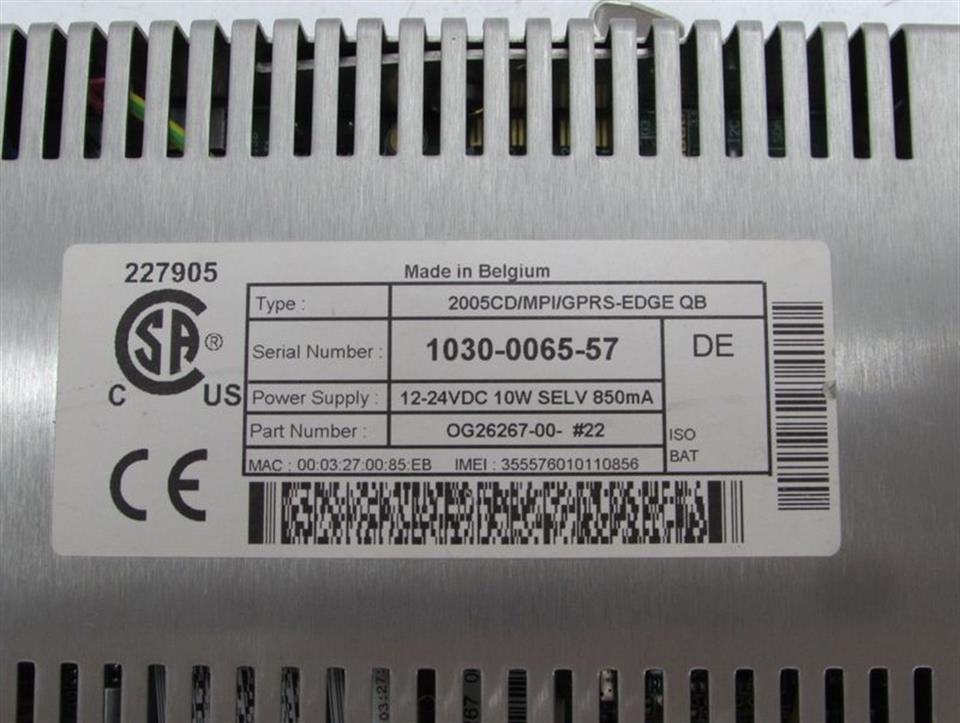 227905
Made in Belgium
Type : 2005CD/MPI/GPRS-EDGE QB
Serial Number : 1030-0065-57 DE
Power Supply : 12-24VDC 10W SELV 850mA
Part Number : OG26267-00- #22
ISO
BAT
MAC : 00:03:27:00:85:EB IMEI : 355576010110856
SA ®
C US
CE
03:27